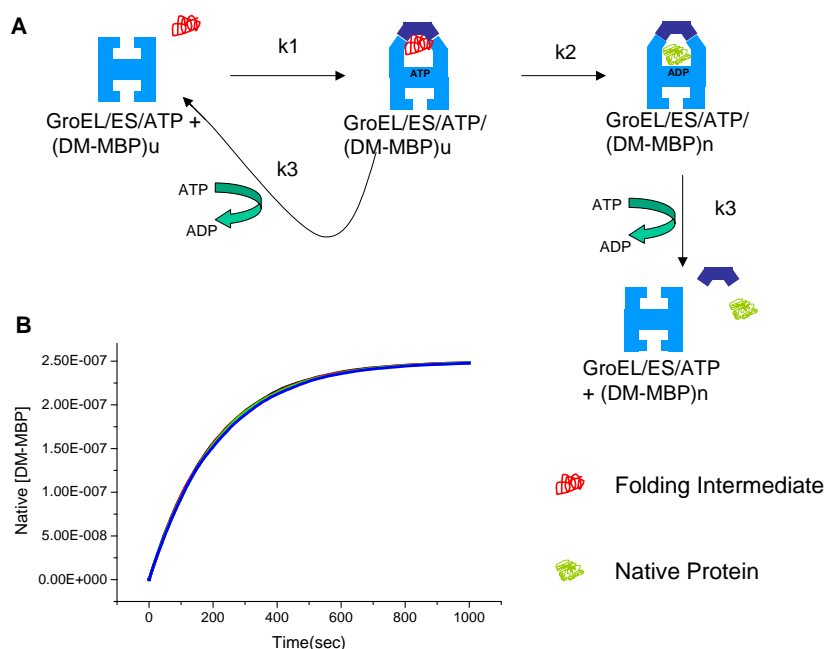 A
k1
k2
ATP
ADP
GroEL/ES/ATP +
(DM-MBP)u
GroEL/ES/ATP/
(DM-MBP)u
GroEL/ES/ATP/
(DM-MBP)n
k3
ATP
ADP
ATP
k3
ADP
GroEL/ES/ATP
+ (DM-MBP)n
B
2.50E-007
2.00E-007
1.50E-007
1.00E-007
5.00E-008
0.00E+000
Native [DM-MBP]
0 200 400 600 800 1000
Time(sec)
Folding Intermediate
Native Protein